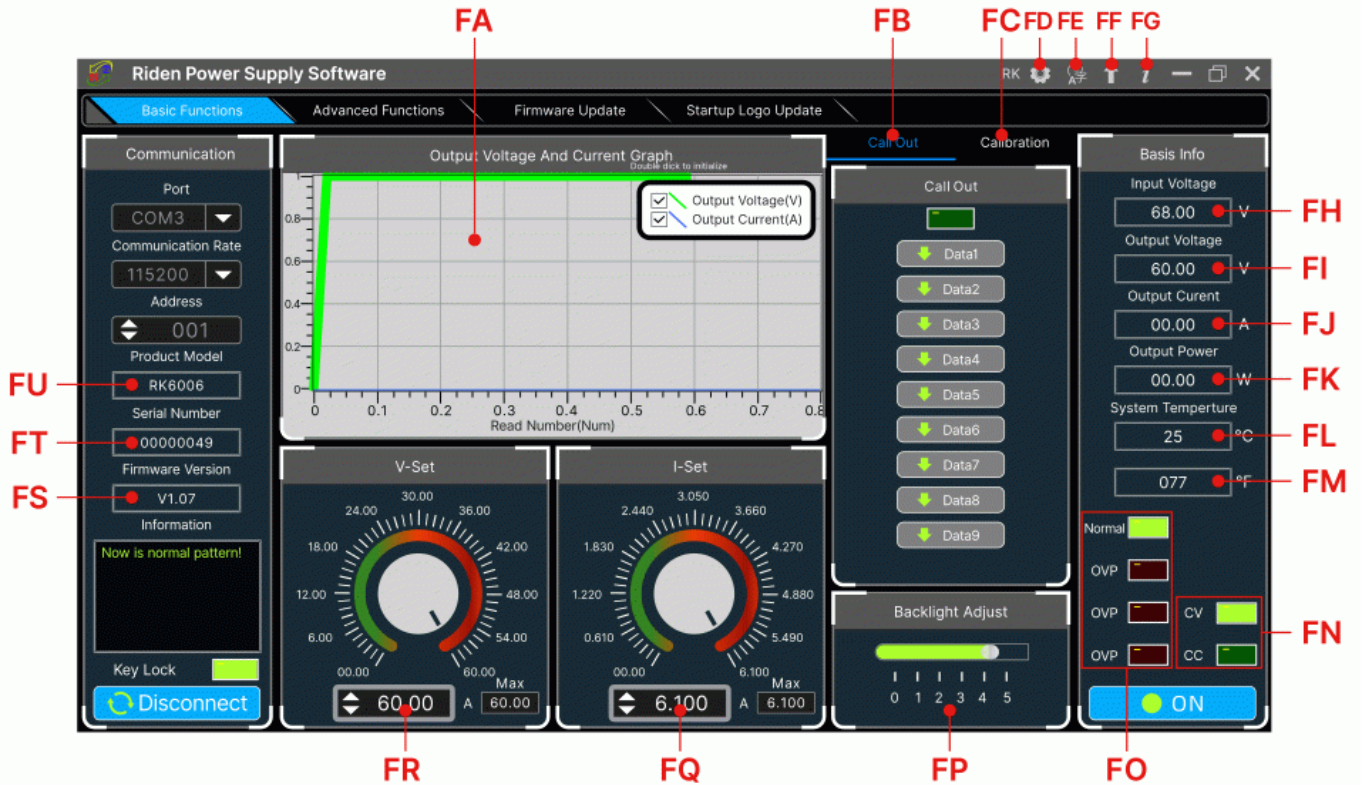 FA
FB
FC FD FE FF FG
Riden Power Supply Software
RK
Basic Functions
Advanced Functions
Firmware Update
Startup Logo Update
Communication
Port
COM3
Communication Rate
115200
Address
001
Product Model
FU
RK6006
Serial Number
FT
00000049
Firmware Version
FS
V1.07
Information
Now is normal pattern!
Key Lock
Disconnect
Output Voltage And Current Graph
Double dick to initialize
Output Voltage(V)
Output Current(A)
1
0.8
0.6
0.4
0.2
0
0 0.1 0.2 0.3 0.4 0.5 0.6 0.7 0.8
Read Number(Num)
V-Set
30.00
24.00 36.00
18.00 42.00
12.00 48.00
6.00 54.00
00.00 60.00
Max
60.00 A 60.00
FR
I-Set
3.050
2.440 3.660
1.830 4.270
1.220 4.880
0.610 5.490
00.00 6.100
Max
6.100 A 6.100
FQ
Call Out
Calibration
Call Out
Data1
Data2
Data3
Data4
Data5
Data6
Data7
Data8
Data9
Backlight Adjust
0 1 2 3 4 5
FP
Basis Info
Input Voltage
68.00 V
FH
Output Voltage
60.00 V
FI
Output Curent
00.00 A
FJ
Output Power
00.00 W
FK
System Temperture
25 °C
FL
077 °F
FM
Normal
OVP
OVP
OVP
CV
CC
FN
ON
FO